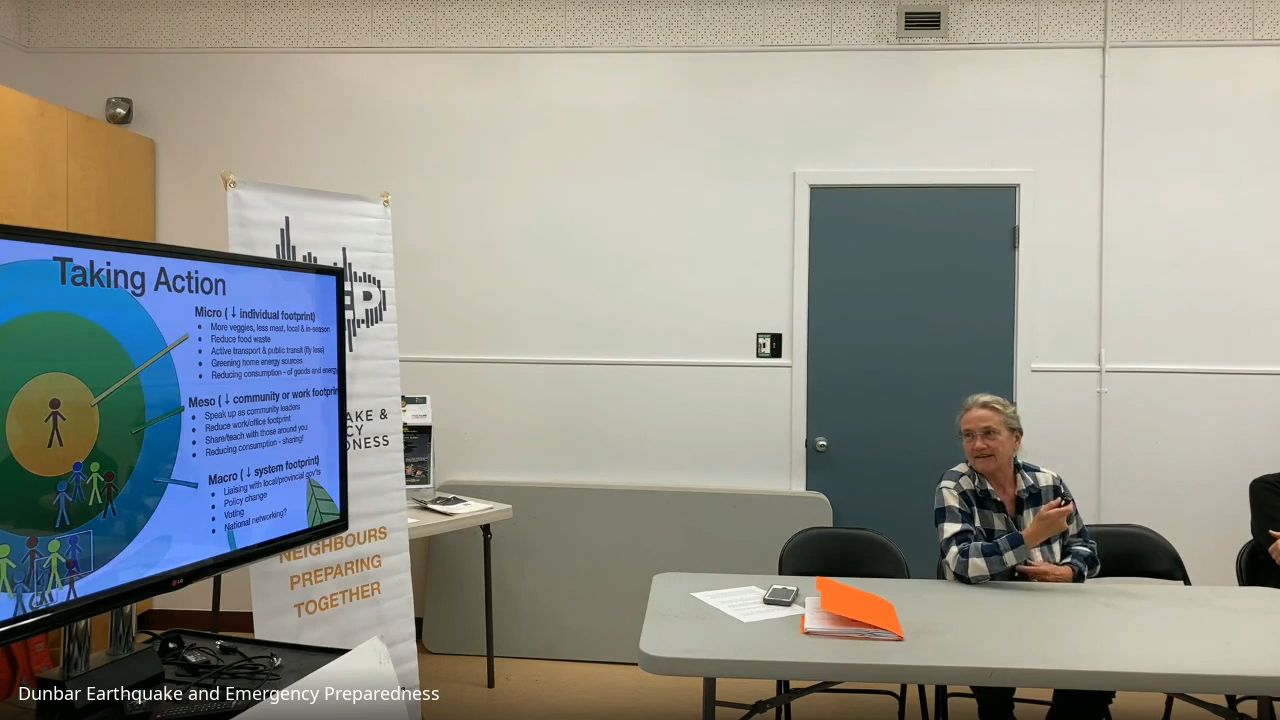 Taking Action
Micro ( ↓ individual footprint)
• More veggies, less meat, local & in-season
• Reduce food waste
• Active transport & public transit (fly less)
• Greening home energy sources
• Reducing consumption - of goods and energy
Meso ( ↓ community or work footprin
• Speak up as community leaders
• Reduce work/office footprint
• Share/teach with those around you
• Reducing consumption - sharing!
Macro ( ↓ system footprint)
• Liaising with local/provincial gov'ts
• Policy change
• Voting
• National networking?
EP
AKE &
CY
DNESS
NEIGHBOURS
PREPARING
TOGETHER
LG
Dunbar Earthquake and Emergency Preparedness